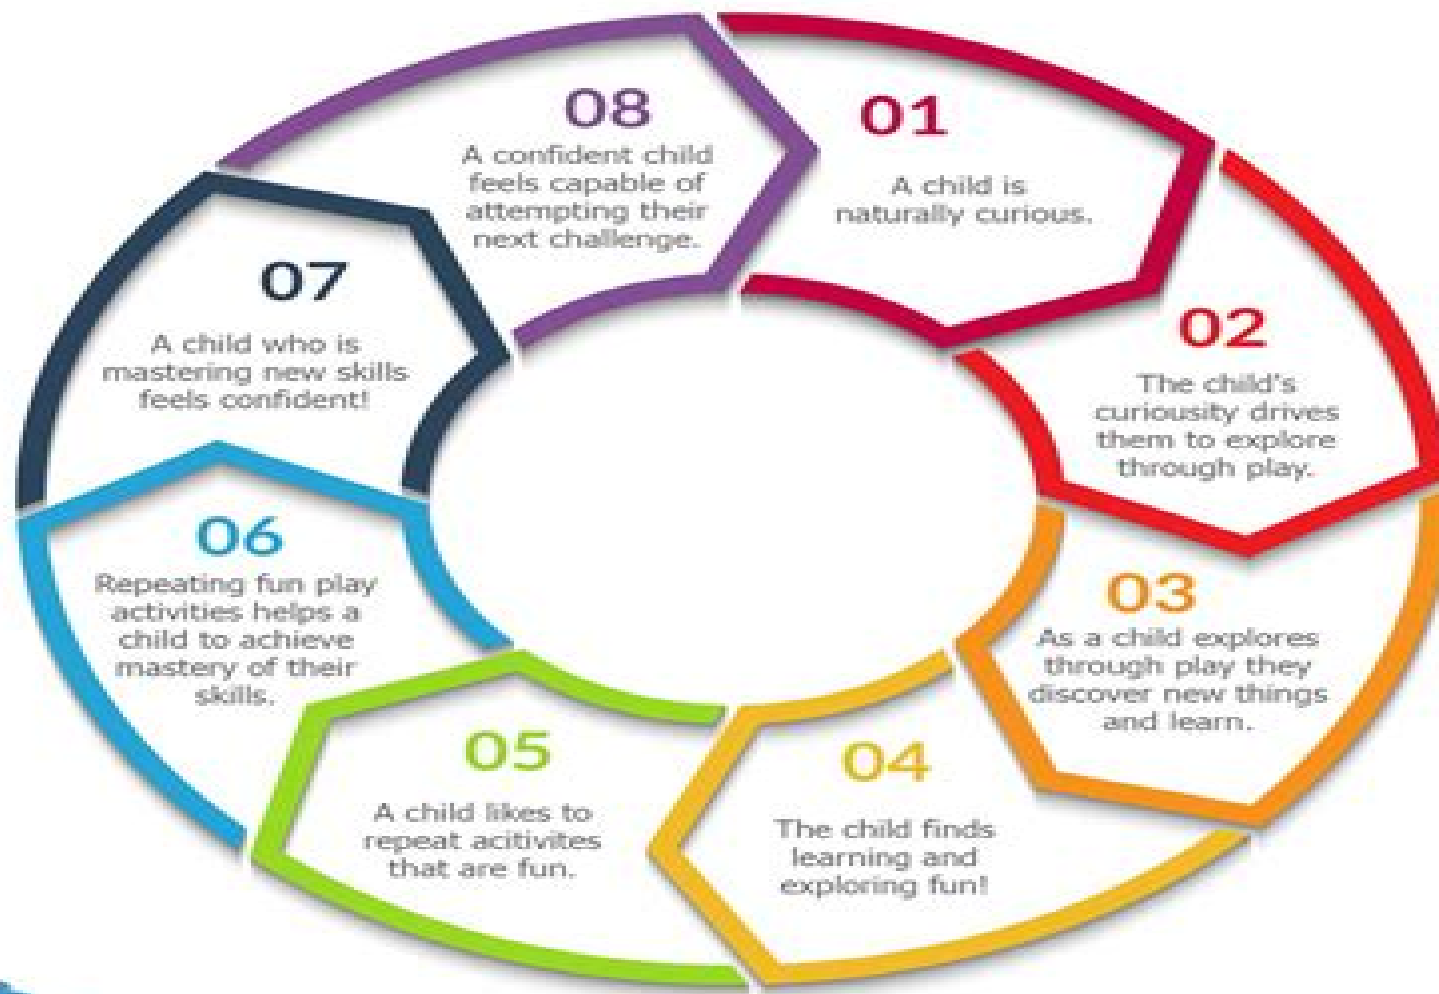 01
A child is
naturally curious.
02
The child's
curiousity drives
them to explore
through play.
03
As a child explores
through play they
discover new things
and learn.
04
The child finds
learning and
exploring fun!
05
A child likes to
repeat acitivites
that are fun.
06
Repeating fun play
activities helps a
child to achieve
mastery of their
skills.
07
A child who is
mastering new skills
feels confident!
08
A confident child
feels capable of
attempting their
next challenge.